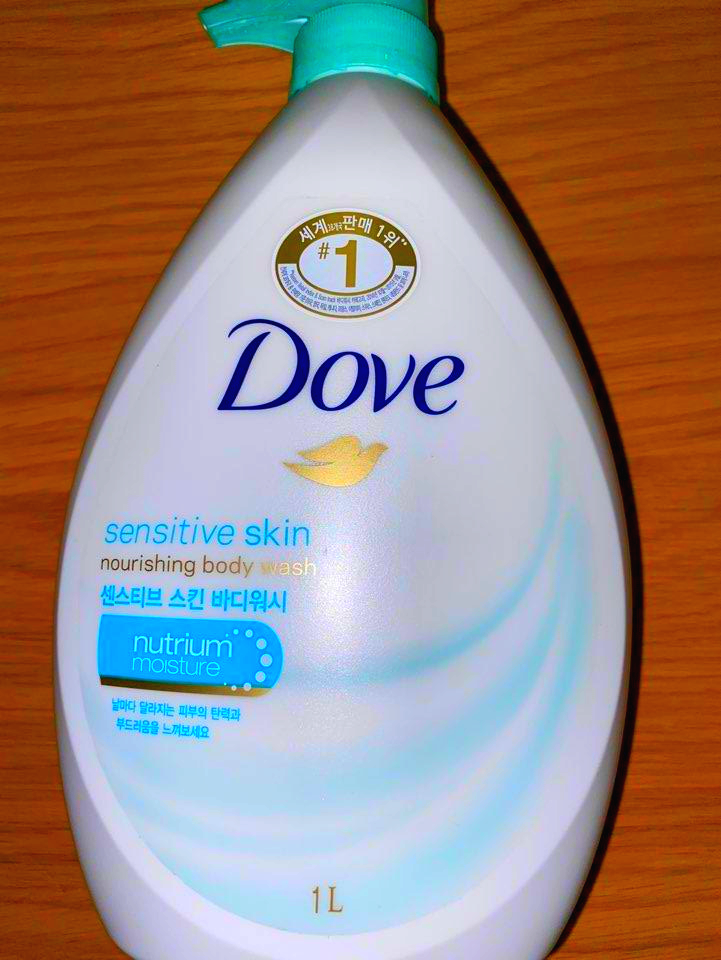 세계 판매 1위
#1
Dove
sensitive skin
nourishing body wash
센스티브 스킨 바디워시
nutrium
moisture
날마다 달라지는 피부의 탄력과
부드러움을 느껴보세요
1 L